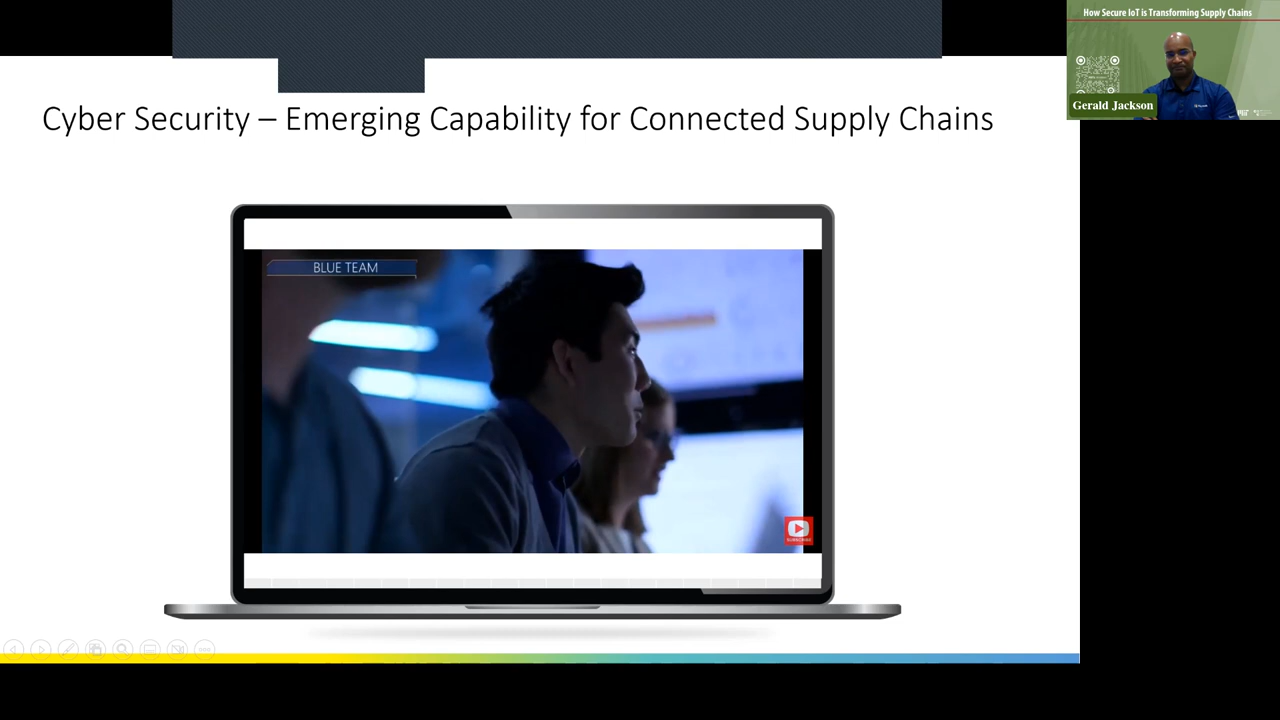 How Secure IoT is Transforming Supply Chains
Gerald Jackson
Cyber Security – Emerging Capability for Connected Supply Chains
BLUE TEAM
SUBSCRIBE